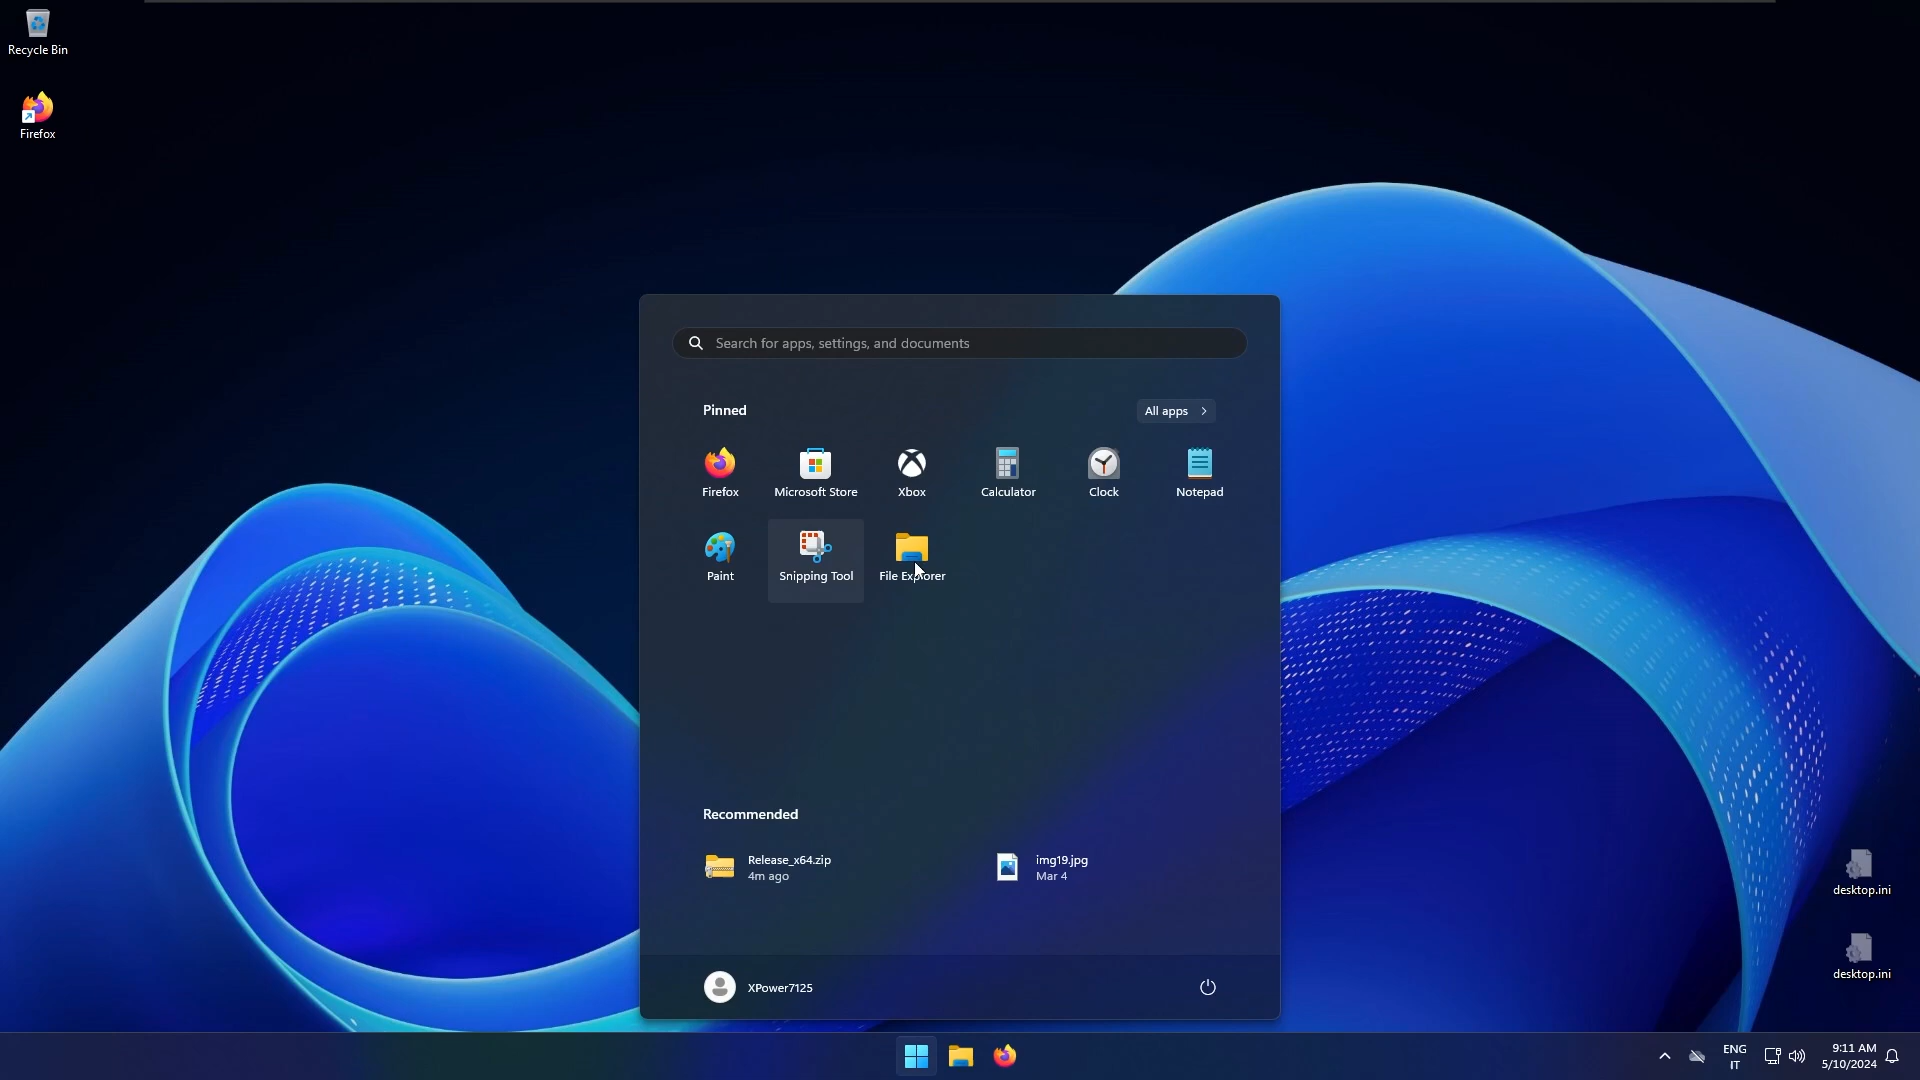 Recycle Bin
Firefox
Search for apps, settings, and documents
Pinned
All apps
Firefox
Microsoft Store
Xbox
Calculator
Clock
Notepad
Paint
Snipping Tool
File Explorer
Recommended
Release_x64.zip
4m ago
img19.jpg
Mar 4
XPower7125
desktop.ini
desktop.ini
ENG
IT
9:11 AM
5/10/2024